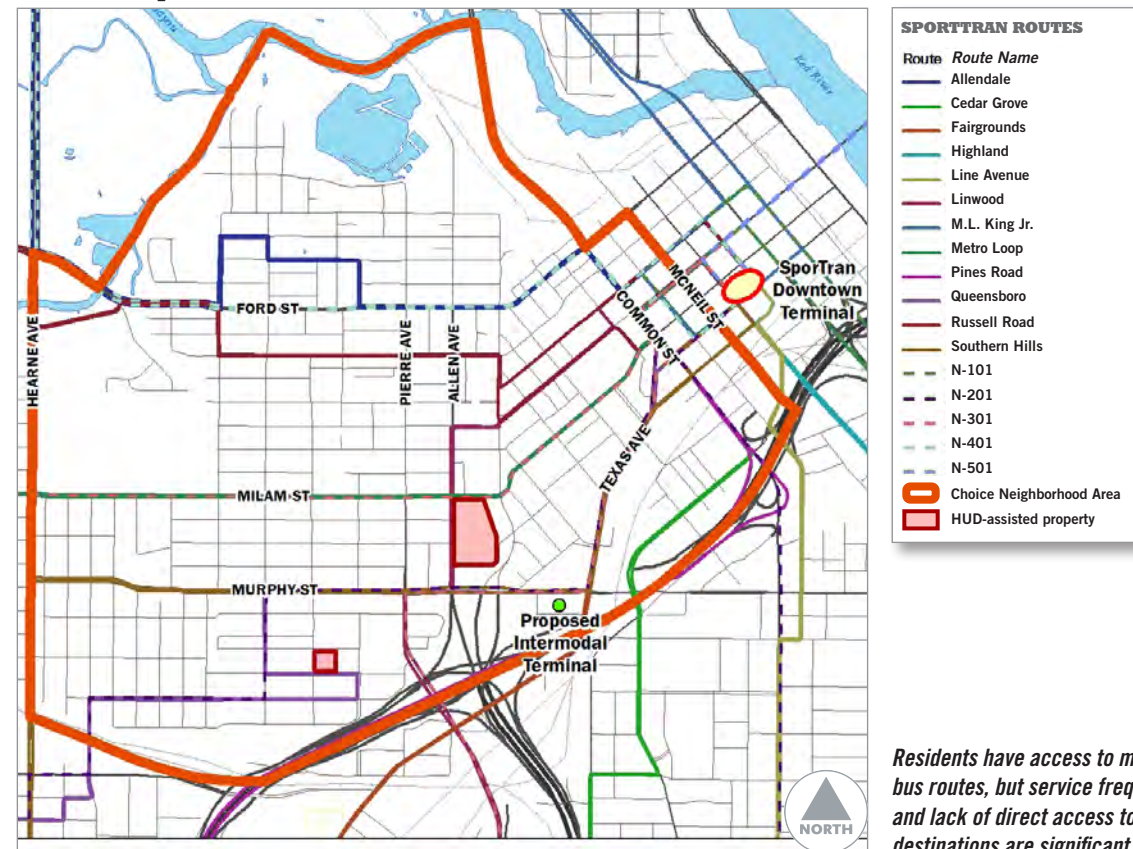 Red River
SporTran
Downtown
Terminal
MCNEIL ST
COMMON ST
FORD ST
HEARNE AVE
PIERRE AVE
ALLEN AVE
TEXAS AVE
MILAM ST
MURPHY ST
Proposed
Intermodal
Terminal
NORTH
SPORTTRAN ROUTES
Route Route Name
Allendale
Cedar Grove
Fairgrounds
Highland
Line Avenue
Linwood
M.L. King Jr.
Metro Loop
Pines Road
Queensboro
Russell Road
Southern Hills
N-101
N-201
N-301
N-401
N-501
Choice Neighborhood Area
HUD-assisted property
Residents have access to m
bus routes, but service freq
and lack of direct access to
destinations are significant